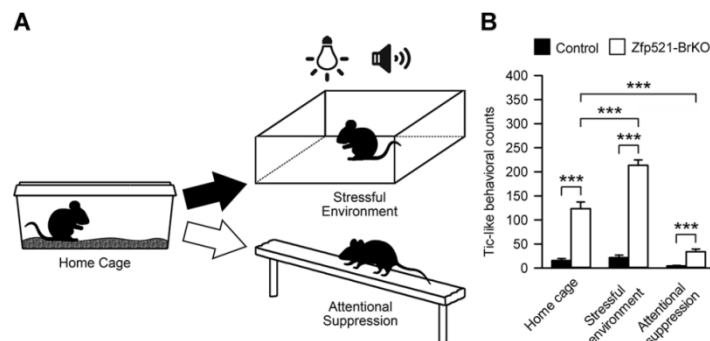 A
Home Cage
Stressful
Environment
Attentional
Suppression
B
Control
Zfp521-BrKO
Tic-like behavioral counts
400
350
300
250
200
150
100
50
0
***
***
***
***
***
Home cage
Stressful
environment
Attentional
suppression